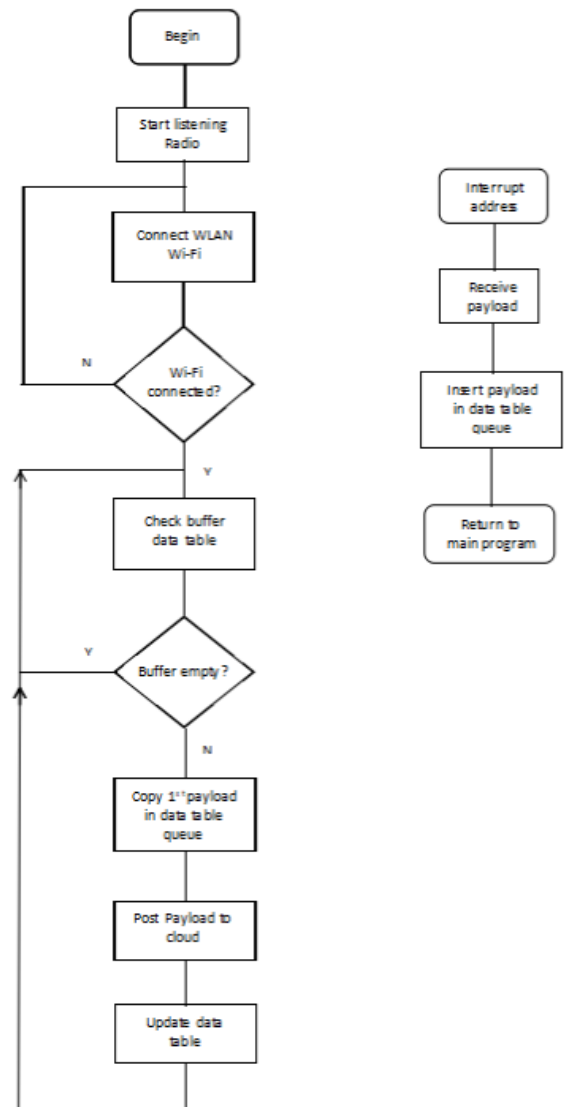 Begin
Start listening
Radio
Connect WLAN
Wi-Fi
N
Wi-Fi
connected?
Y
Check buffer
data table
Y
Buffer empty?
N
Copy 1st payload
in data table
queue
Post Payload to
cloud
Update data
table
Interrupt
address
Receive
payload
Insert payload
in data table
queue
Return to
main program